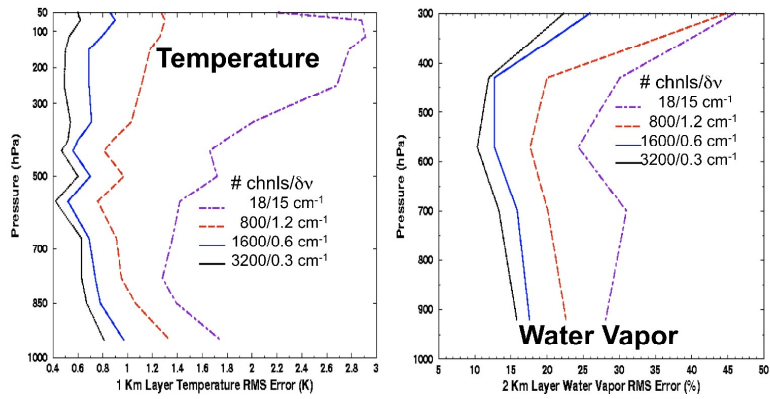 50
100
200
300
500
700
850
1000
Pressure (hPa)
Temperature
# chnls/δν
18/15 cm-1
800/1.2 cm-1
1600/0.6 cm-1
3200/0.3 cm-1
0.4 0.6 0.8 1 1.2 1.4 1.6 1.8 2 2.2 2.4 2.6 2.8 3
1 Km Layer Temperature RMS Error (K)
300
400
500
600
700
800
900
1000
Pressure (hPa)
# chnls/δν
18/15 cm-1
800/1.2 cm-1
1600/0.6 cm-1
3200/0.3 cm-1
Water Vapor
5 10 15 20 25 30 35 40 45 50
2 Km Layer Water Vapor RMS Error (%)